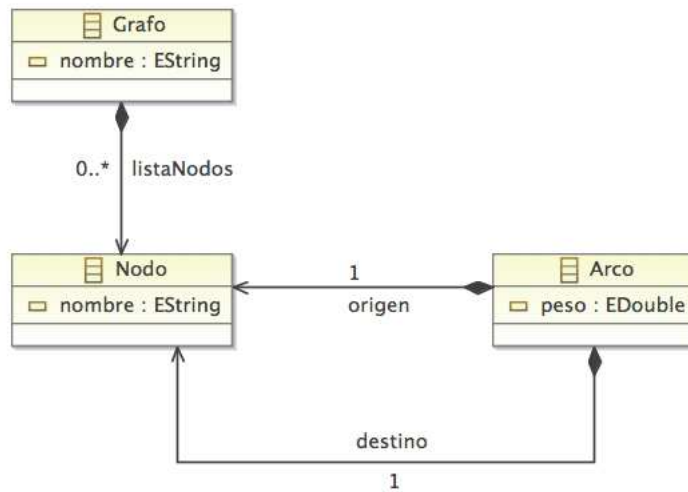 Grafo
nombre : EString
0..* listaNodos
Nodo
nombre : EString
1
origen
Arco
peso : EDouble
destino
1